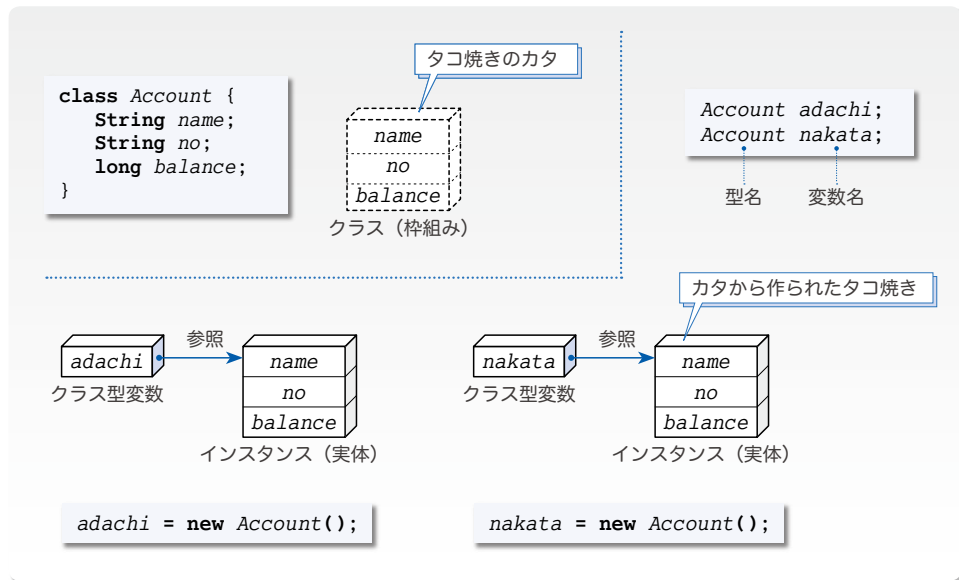 タコ焼きのカタ
class Account {
String name;
String no;
long balance;
}
name
no
balance
クラス（枠組み）
Account adachi;
Account nakata;
型名
変数名
カタから作られたタコ焼き
adachi
クラス型変数
参照
name
no
balance
インスタンス（実体）
nakata
クラス型変数
参照
name
no
balance
インスタンス（実体）
adachi = new Account();
nakata = new Account();